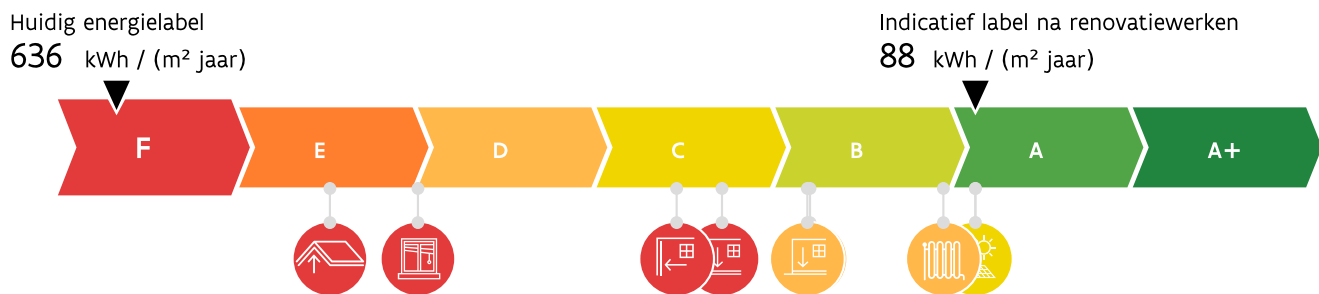 Huidig energielabel
636 kWh / (m² jaar)
Indicatief label na renovatiewerken
88 kWh / (m² jaar)
F E D C B A A+